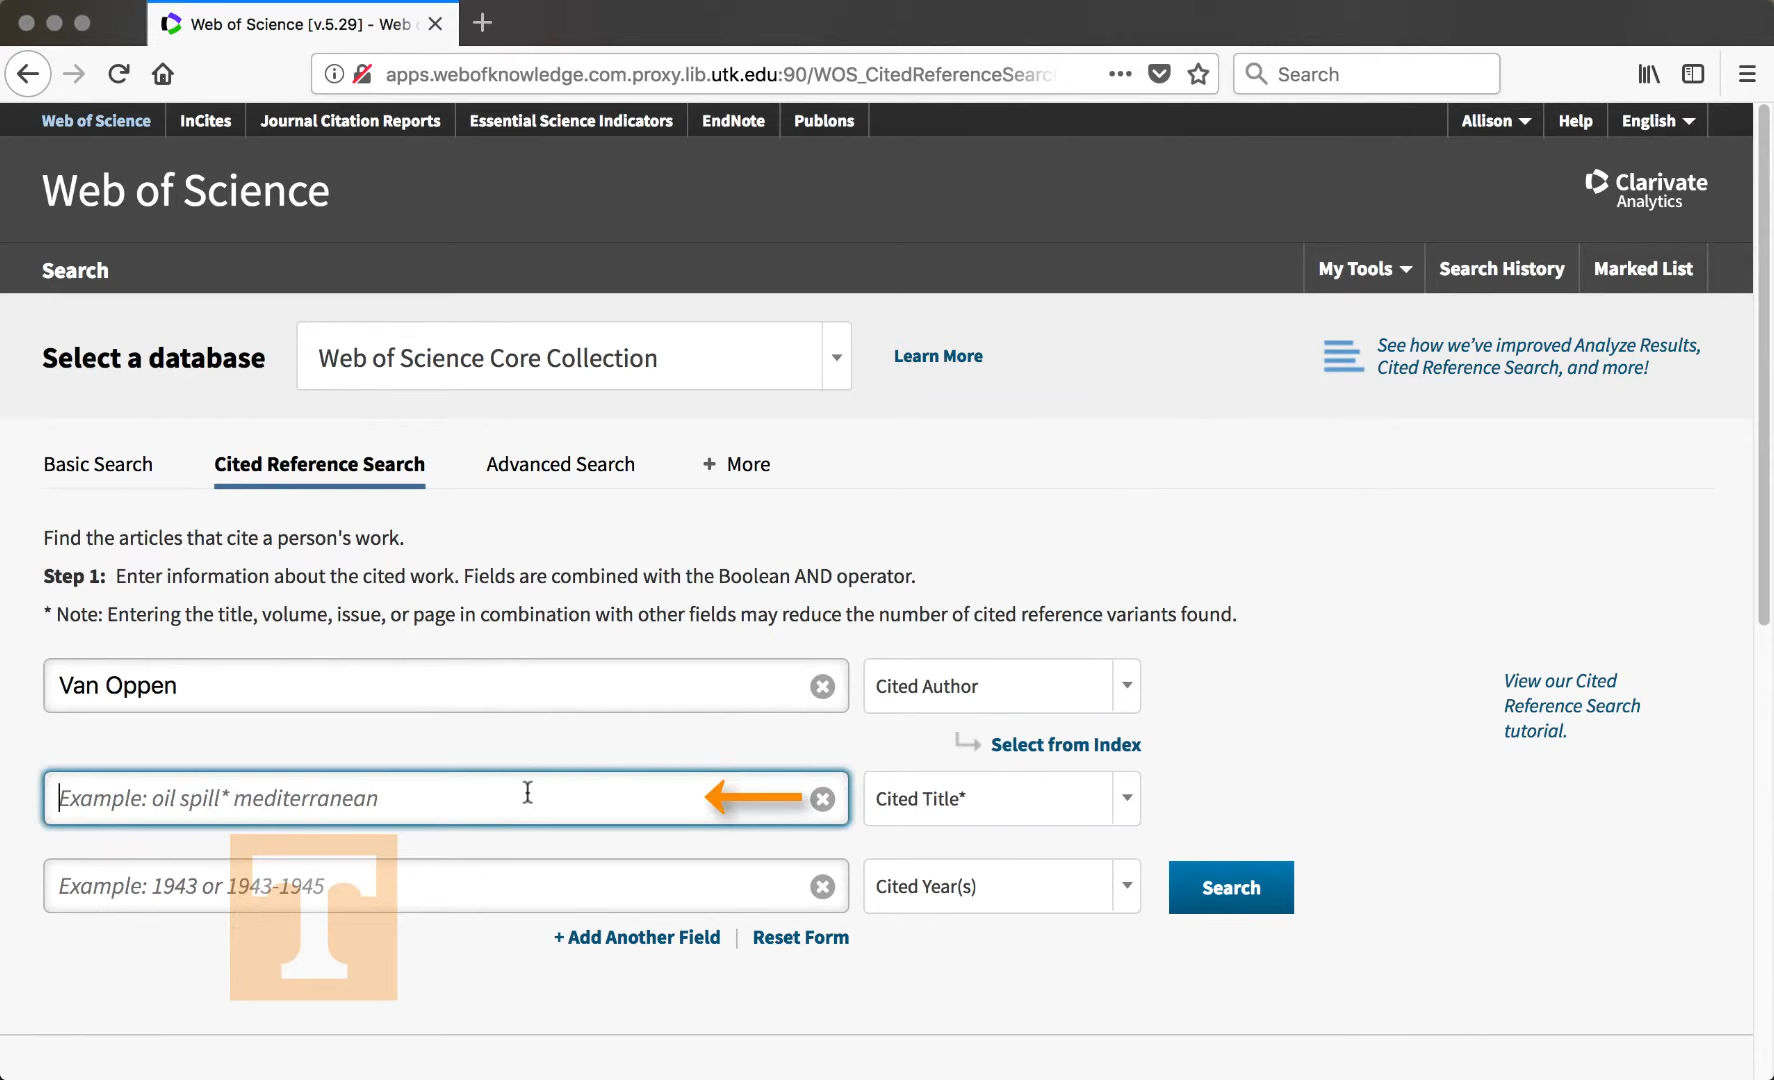 Web of Science [v.5.29] - Web
apps.webofknowledge.com.proxy.lib.utk.edu:90/WOS_CitedReferenceSearc
Search
Web of Science
InCites
Journal Citation Reports
Essential Science Indicators
EndNote
Publons
Allison
Help
English
Web of Science
Clarivate
Analytics
Search
My Tools
Search History
Marked List
Select a database
Web of Science Core Collection
Learn More
See how we've improved Analyze Results,
Cited Reference Search, and more!
Basic Search
Cited Reference Search
Advanced Search
+ More
Find the articles that cite a person's work.
Step 1: Enter information about the cited work. Fields are combined with the Boolean AND operator.
* Note: Entering the title, volume, issue, or page in combination with other fields may reduce the number of cited reference variants found.
Van Oppen
Cited Author
View our Cited
Reference Search
tutorial.
Select from Index
Example: oil spill* mediterranean
Cited Title*
Example: 1943 or 1943-1945
Cited Year(s)
Search
+ Add Another Field | Reset Form
T